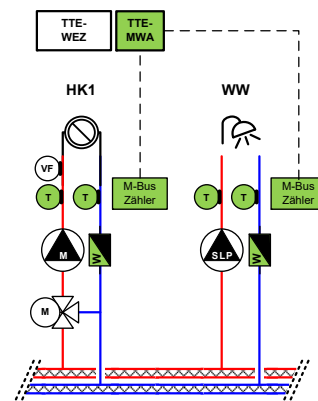 TTE-
WEZ
TTE-
MWA
HK1
WW
VF
T
T
M-Bus
Zähler
T
T
M-Bus
Zähler
M
W
SLP
W
M